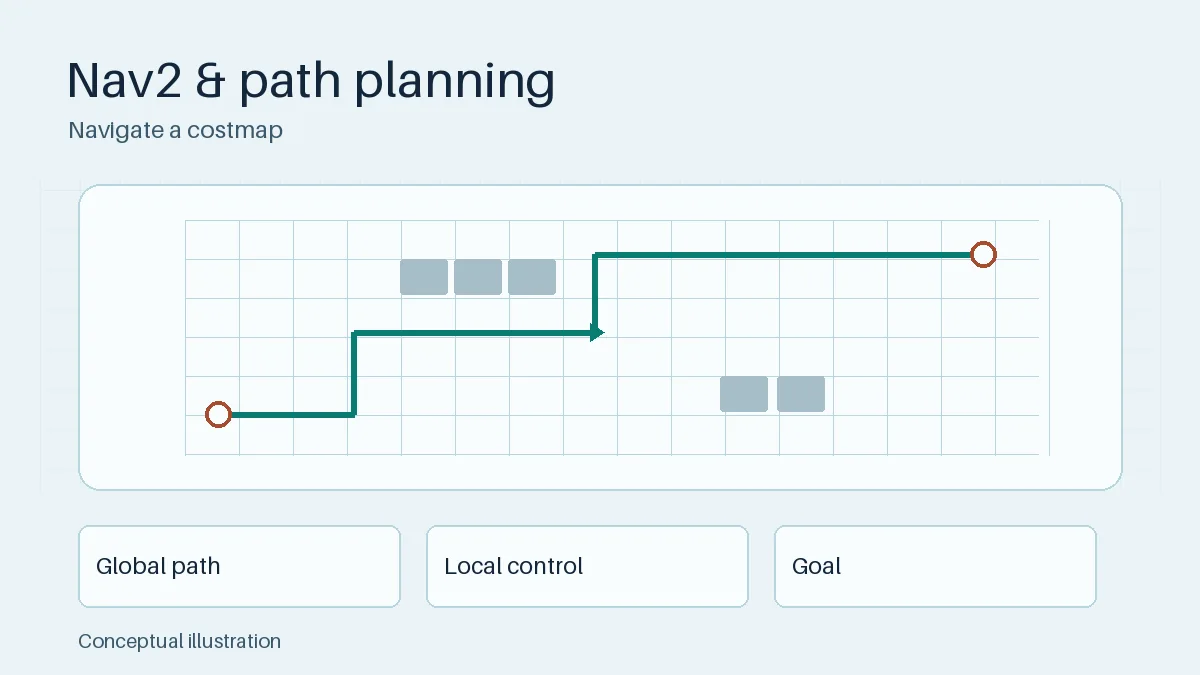 Nav2 & path planning
Navigate a costmap
Global path
Local control
Goal
Conceptual illustration